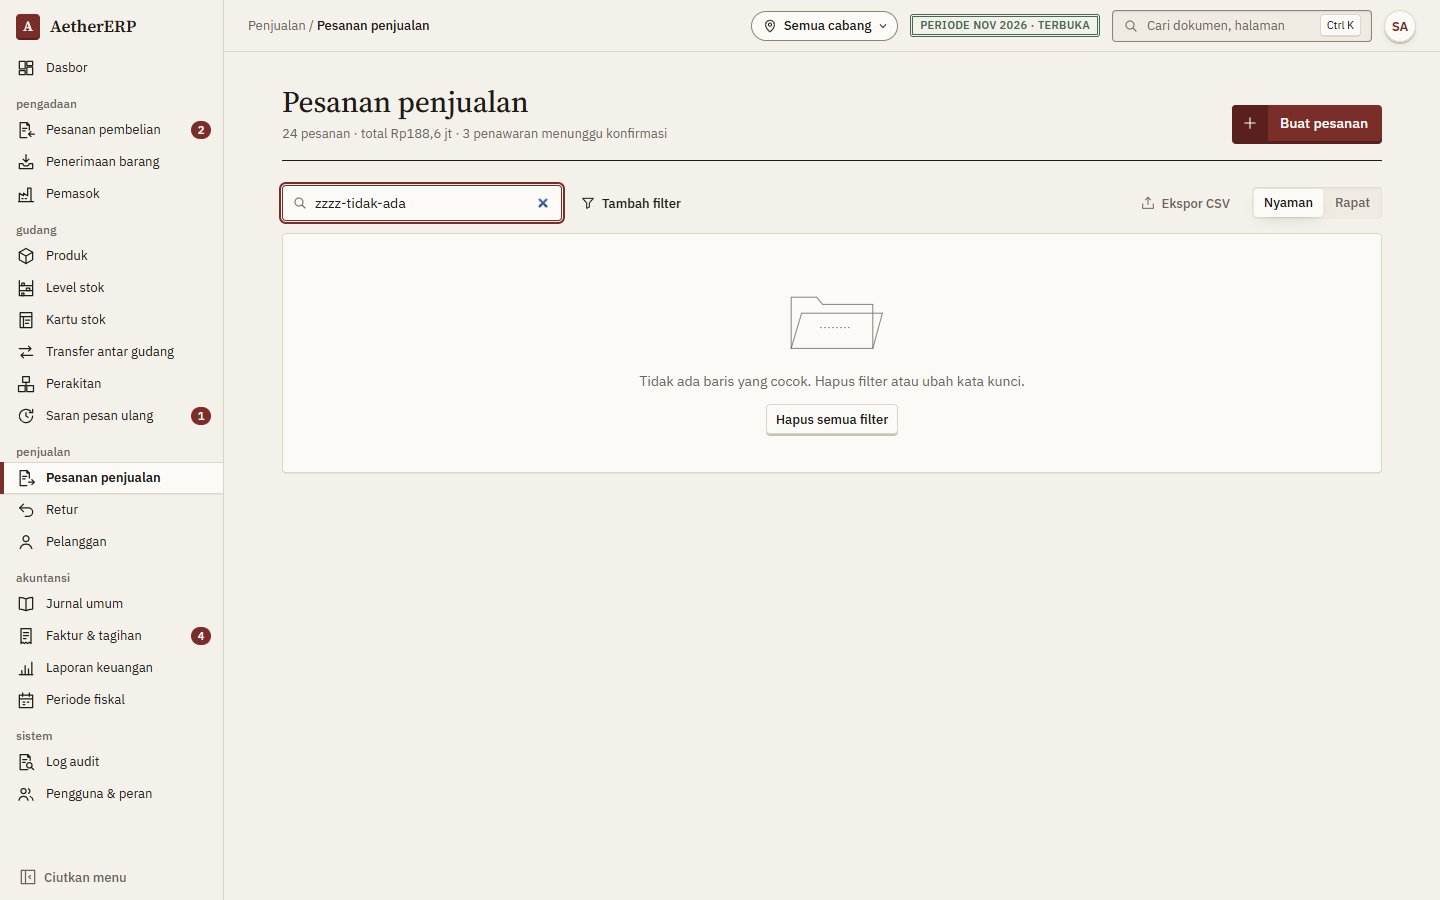 A AetherERP
Penjualan / Pesanan penjualan
Semua cabang
PERIODE NOV 2026 · TERBUKA
Cari dokumen, halaman
Ctrl K
SA
Dasbor
pengadaan
Pesanan pembelian 2
Penerimaan barang
Pemasok
gudang
Produk
Level stok
Kartu stok
Transfer antar gudang
Perakitan
Saran pesan ulang 1
penjualan
Pesanan penjualan
Retur
Pelanggan
akuntansi
Jurnal umum
Faktur & tagihan 4
Laporan keuangan
Periode fiskal
sistem
Log audit
Pengguna & peran
Ciutkan menu
Pesanan penjualan
24 pesanan · total Rp188,6 jt · 3 penawaran menunggu konfirmasi
Buat pesanan
zzzz-tidak-ada
Tambah filter
Ekspor CSV
Nyaman
Rapat
Tidak ada baris yang cocok. Hapus filter atau ubah kata kunci.
Hapus semua filter